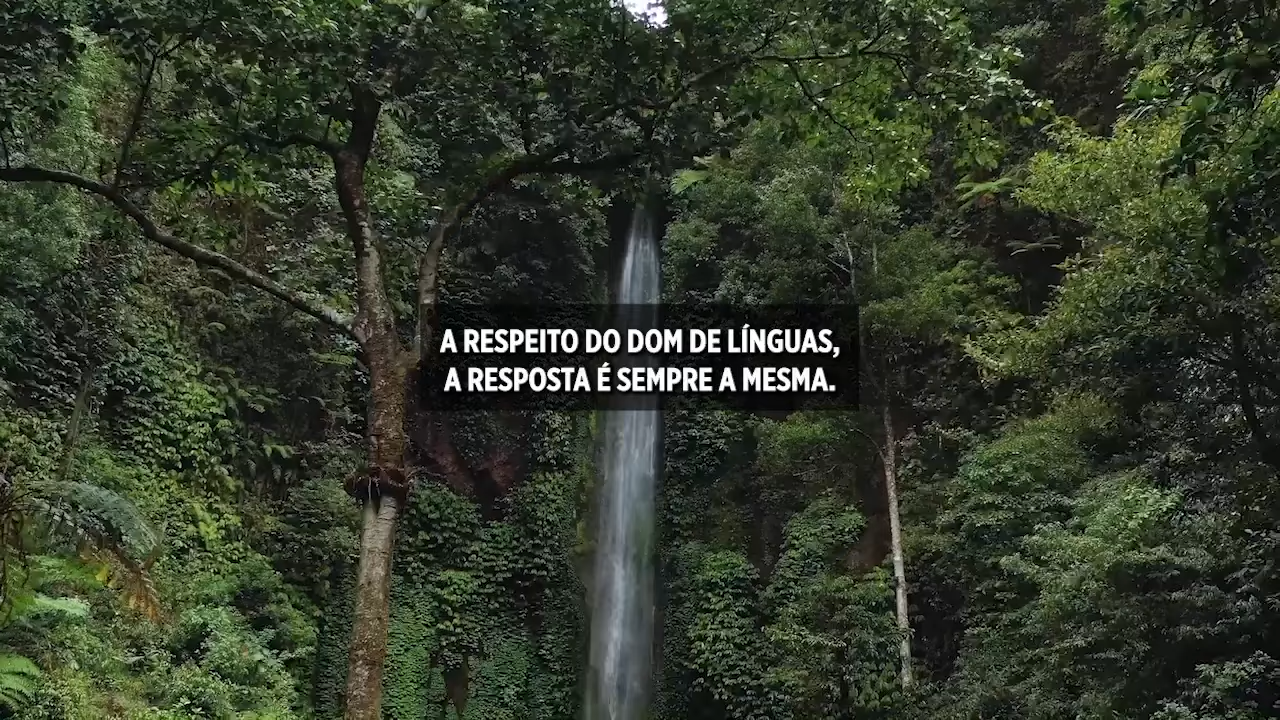 A RESPEITO DO DOM DE LÍNGUAS,
A RESPOSTA É SEMPRE A MESMA.